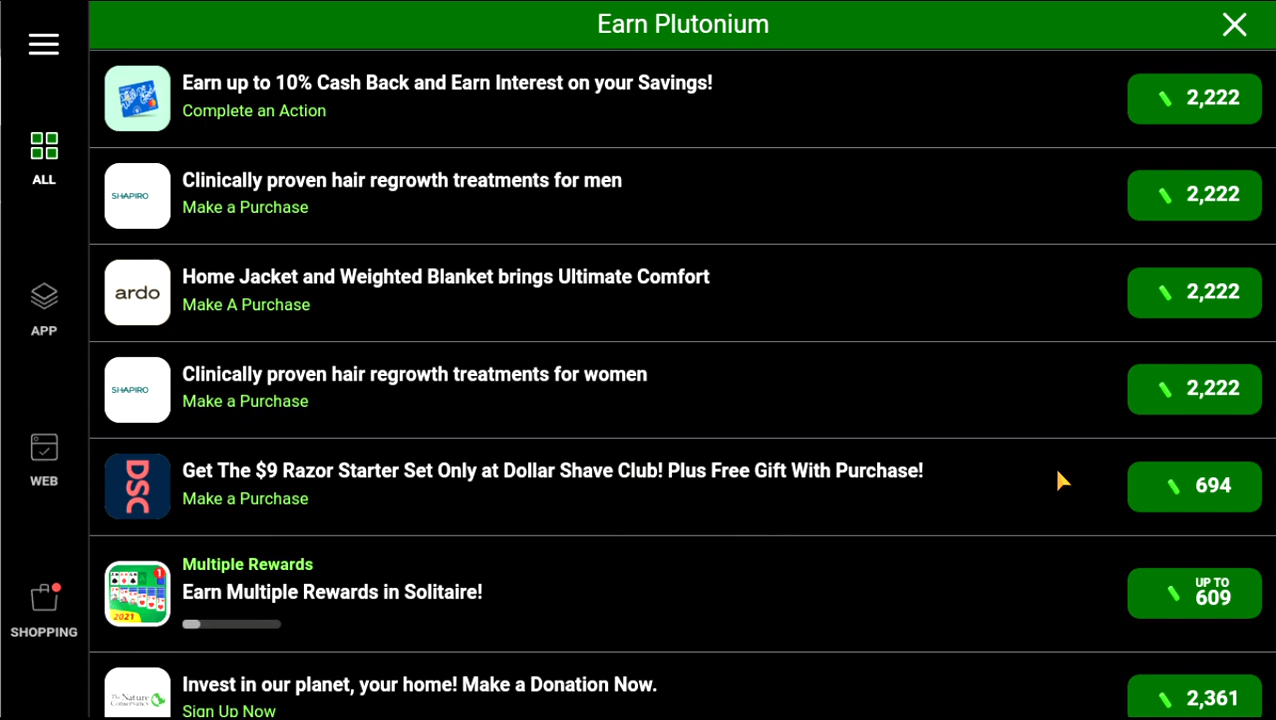 Earn Plutonium
ALL
APP
WEB
SHOPPING
Earn up to 10% Cash Back and Earn Interest on your Savings!
Complete an Action
2,222
SHAPIRO
Clinically proven hair regrowth treatments for men
Make a Purchase
2,222
ardo
Home Jacket and Weighted Blanket brings Ultimate Comfort
Make A Purchase
2,222
SHAPIRO
Clinically proven hair regrowth treatments for women
Make a Purchase
2,222
DSC
Get The $9 Razor Starter Set Only at Dollar Shave Club! Plus Free Gift With Purchase!
Make a Purchase
694
1
2021
Multiple Rewards
Earn Multiple Rewards in Solitaire!
UP TO
609
The Nature
Conservancy
Invest in our planet, your home! Make a Donation Now.
Sign Up Now
2,361